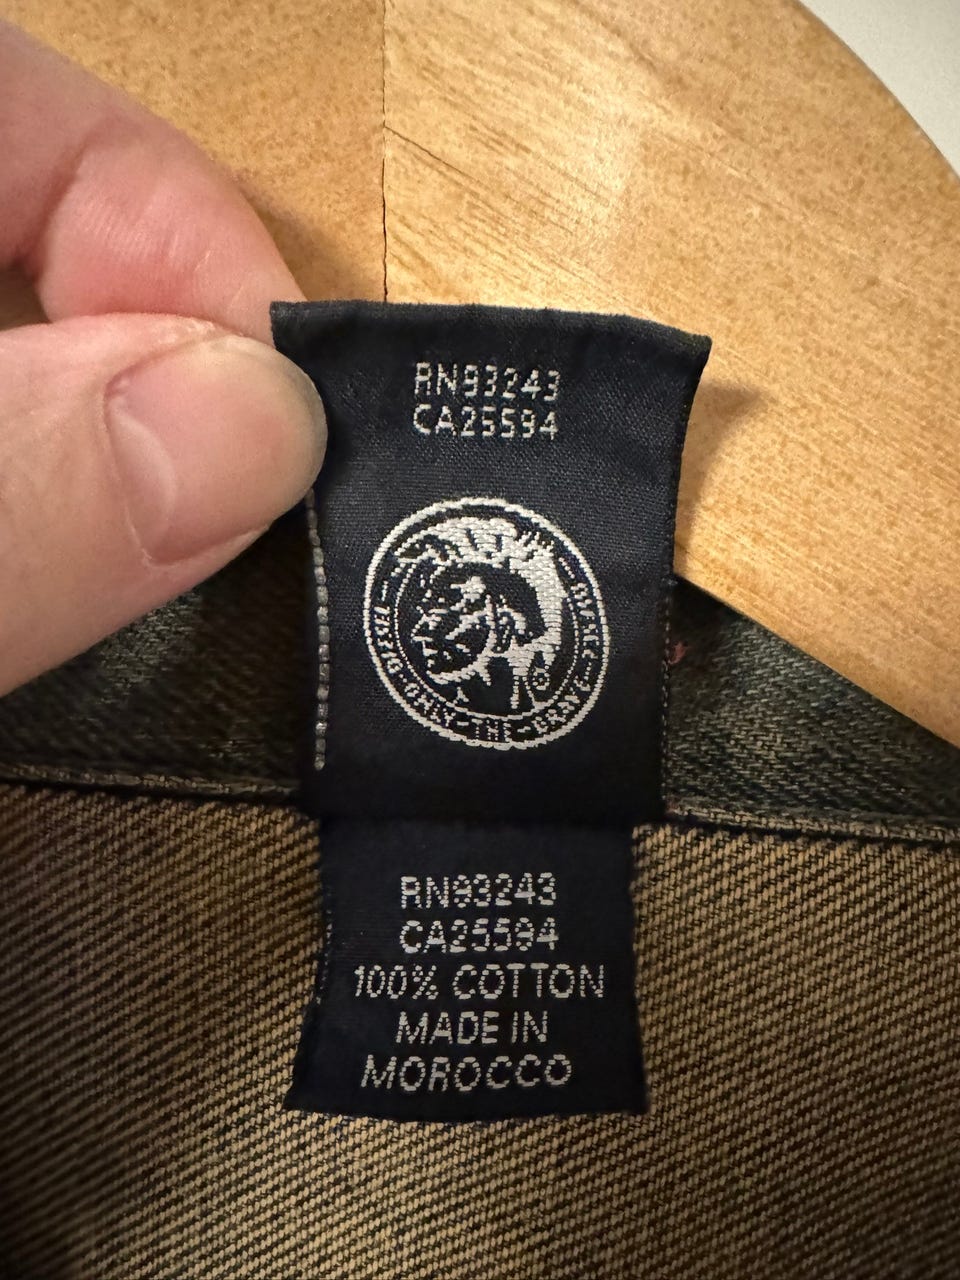 RN93243
CA25594
ONLY THE BRAVE
RN93243
CA25594
100% COTTON
MADE IN
MOROCCO